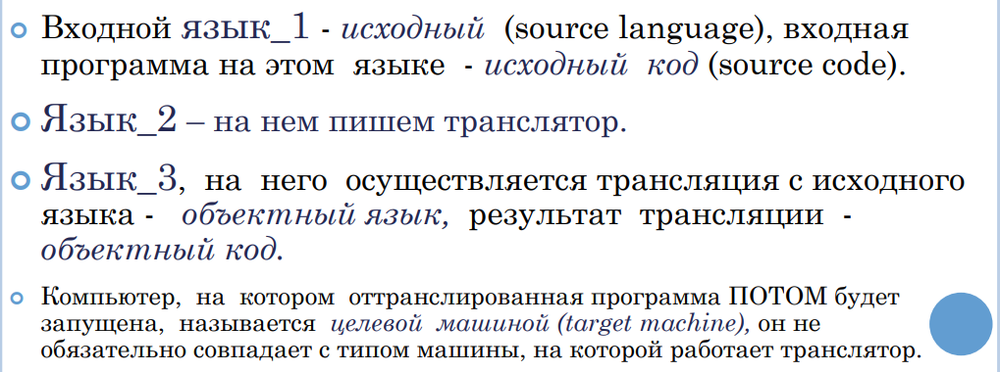 Входной язык_1 - исходный (source language), входная
программа на этом языке - исходный код (source code).
Язык_2 – на нем пишем транслятор.
Язык_3, на него осуществляется трансляция с исходного
языка - объектный язык, результат трансляции -
объектный код.
Компьютер, на котором оттранслированная программа ПОТОМ будет
запущена, называется целевой машиной (target machine), он не
обязательно совпадает с типом машины, на которой работает транслятор.